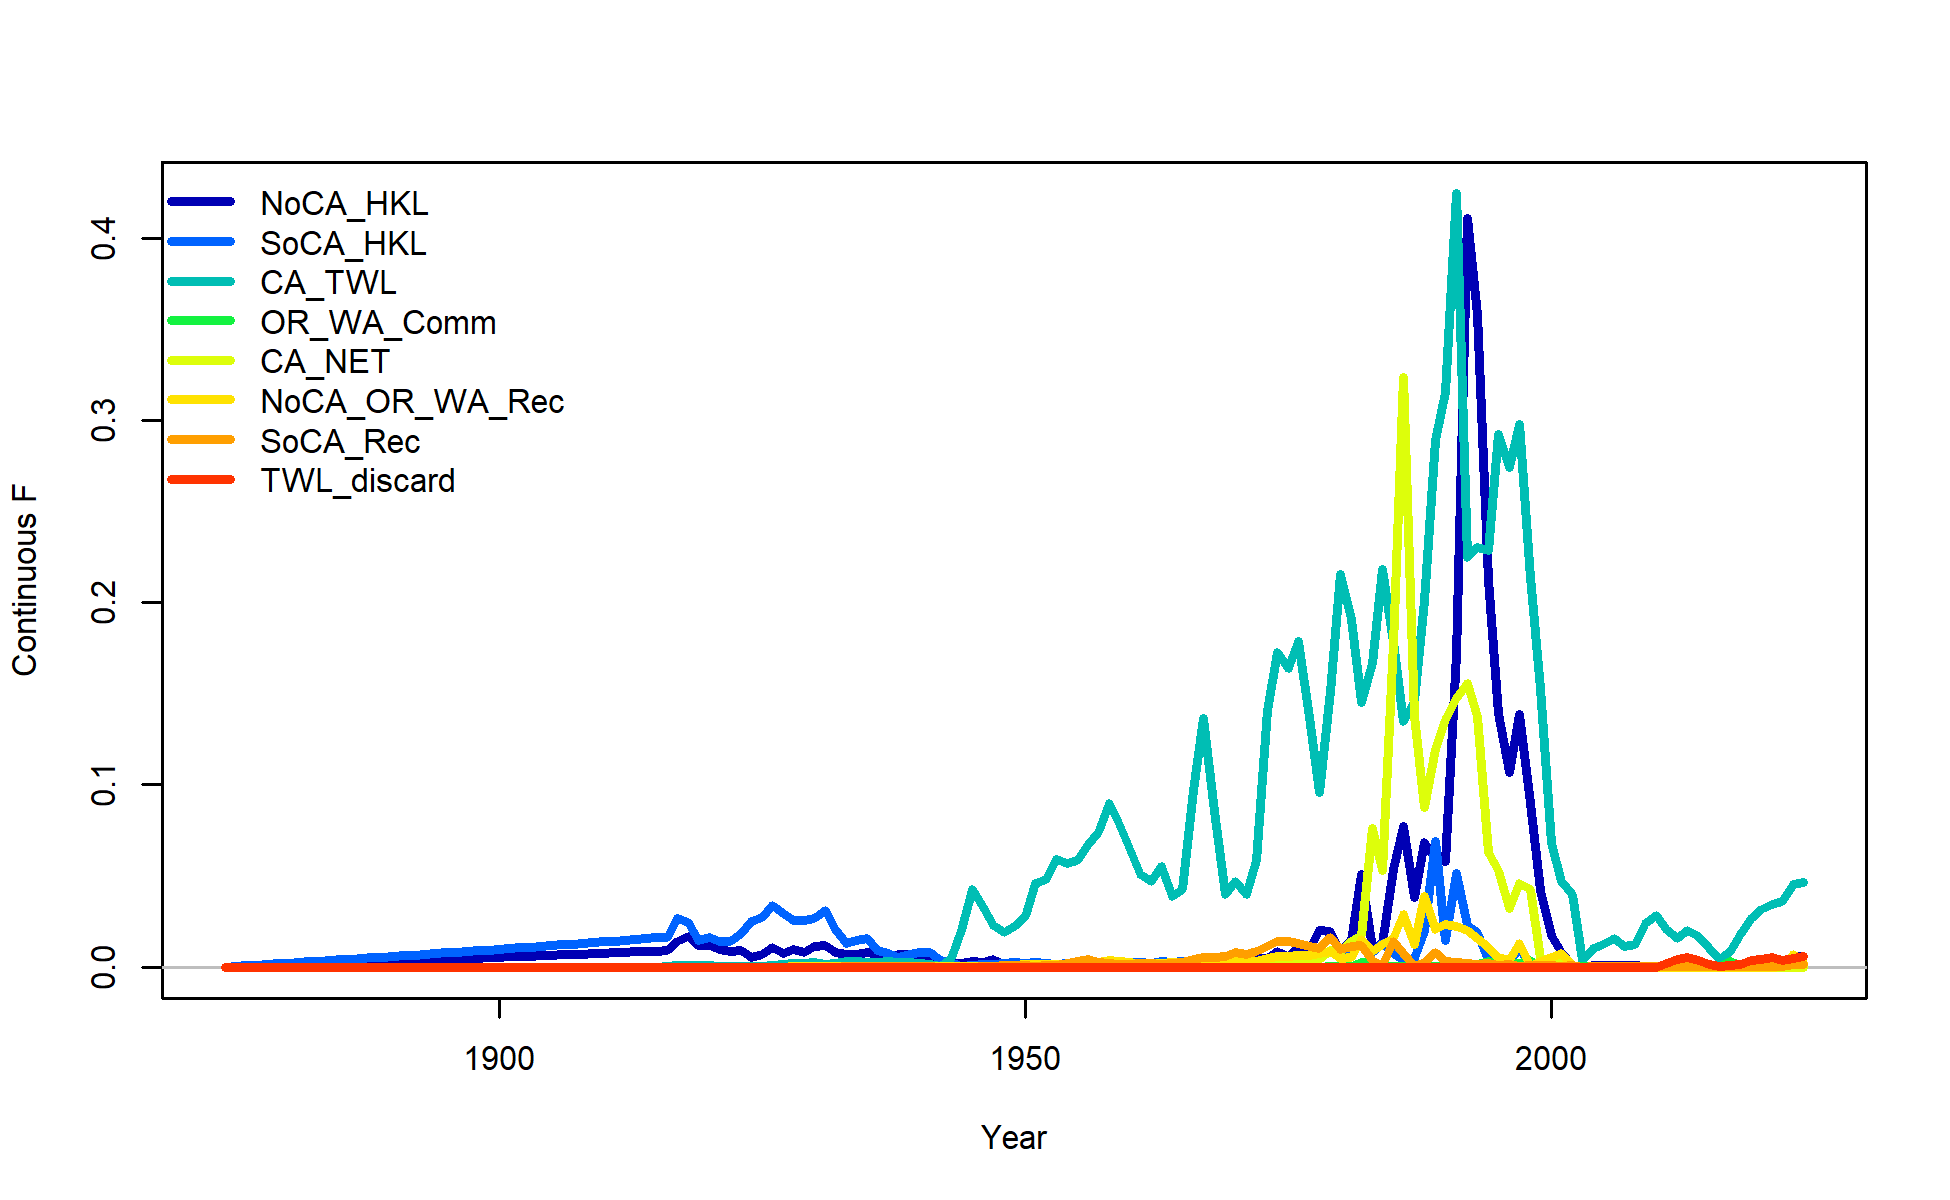 NoCA_HKL
SoCA_HKL
CA_TWL
OR_WA_Comm
CA_NET
NoCA_OR_WA_Rec
SoCA_Rec
TWL_discard
Continuous F
0.4
0.3
0.2
0.1
0.0
1900 1950 2000
Year